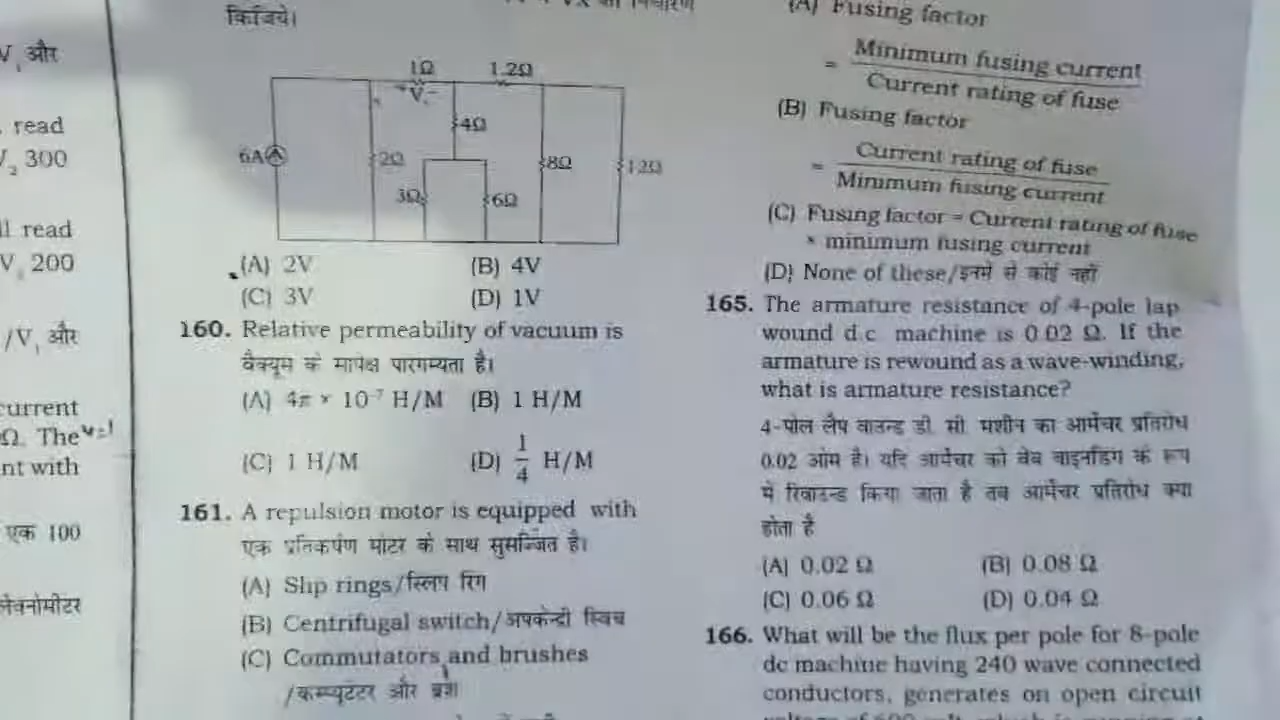 V₁ और
read
V₂ 300
ll read
V₁ 200
/V₁ और
current
Ω. The
nt with
एक 100
किजिये।
1Ω
1.2Ω
V
4Ω
6A
2Ω
3Ω
6Ω
8Ω
12Ω
(A) 2V (B) 4V
(C) 3V (D) 1V
160. Relative permeability of vacuum is
वैक्यूम के मापेक्ष पारगम्यता है।
(A) 4π × 10⁻⁷ H/M (B) 1 H/M
(C) 1 H/M (D) 1/4 H/M
161. A repulsion motor is equipped with
एक प्रतिकर्षण मोटर के साथ सुसज्जित है।
(A) Slip rings/स्लिप रिंग
(B) Centrifugal switch/अपकेन्द्री स्विच
(C) Commutators and brushes
/कम्प्यूटेटर और ब्रश
(A) Fusing factor
= Minimum fusing current
Current rating of fuse
(B) Fusing factor
= Current rating of fuse
Minimum fusing current
(C) Fusing factor = Current rating of fuse
× minimum fusing current
(D) None of these/इनमें से कोई नहीं
165. The armature resistance of 4-pole lap
wound d.c. machine is 0.02 Ω. If the
armature is rewound as a wave-winding,
what is armature resistance?
4-पोल लैप वाउन्ड डी. सी. मशीन का आर्मेचर प्रतिरोध
0.02 ओम है। यदि आर्मेचर को वेव वाइनडिंग के रूप
में रिवाउन्ड किया जाता है तब आर्मेचर प्रतिरोध क्या
होता है
(A) 0.02 Ω (B) 0.08 Ω
(C) 0.06 Ω (D) 0.04 Ω
166. What will be the flux per pole for 8-pole
dc machine having 240 wave connected
conductors, generates on open circuit